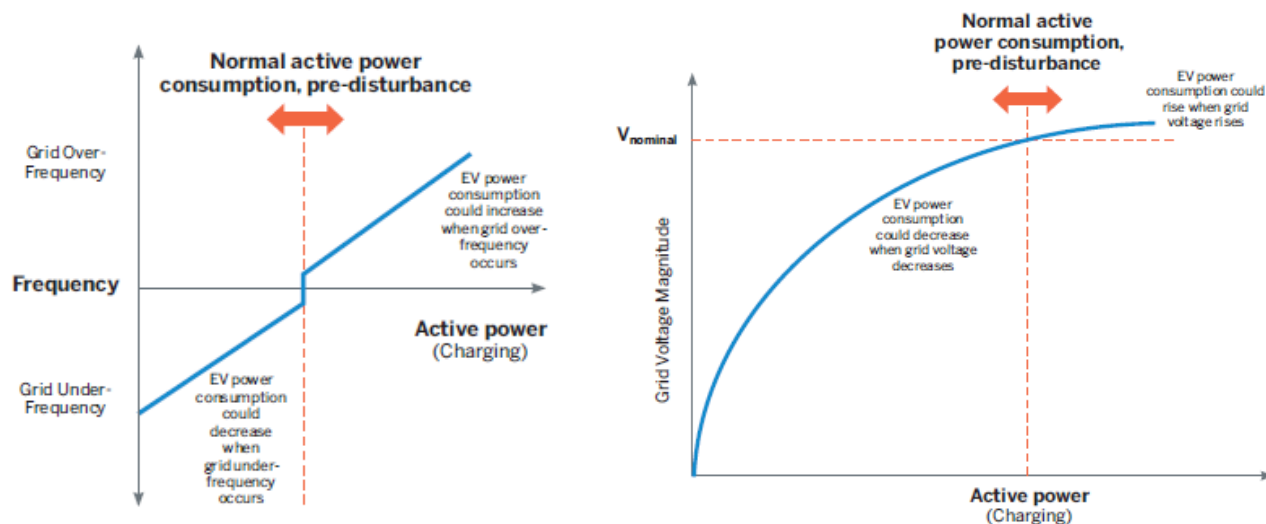 Normal active power
consumption, pre-disturbance
Grid Over-
Frequency
EV power
consumption
could increase
when grid over-
frequency
occurs
Frequency
Active power
(Charging)
Grid Under-
Frequency
EV power
consumption
could
decrease
when
grid under-
frequency
occurs
Normal active
power consumption,
pre-disturbance
EV power
consumption could
rise when grid
voltage rises
Vnominal
EV power
consumption
could decrease
when grid voltage
decreases
Grid Voltage Magnitude
Active power
(Charging)